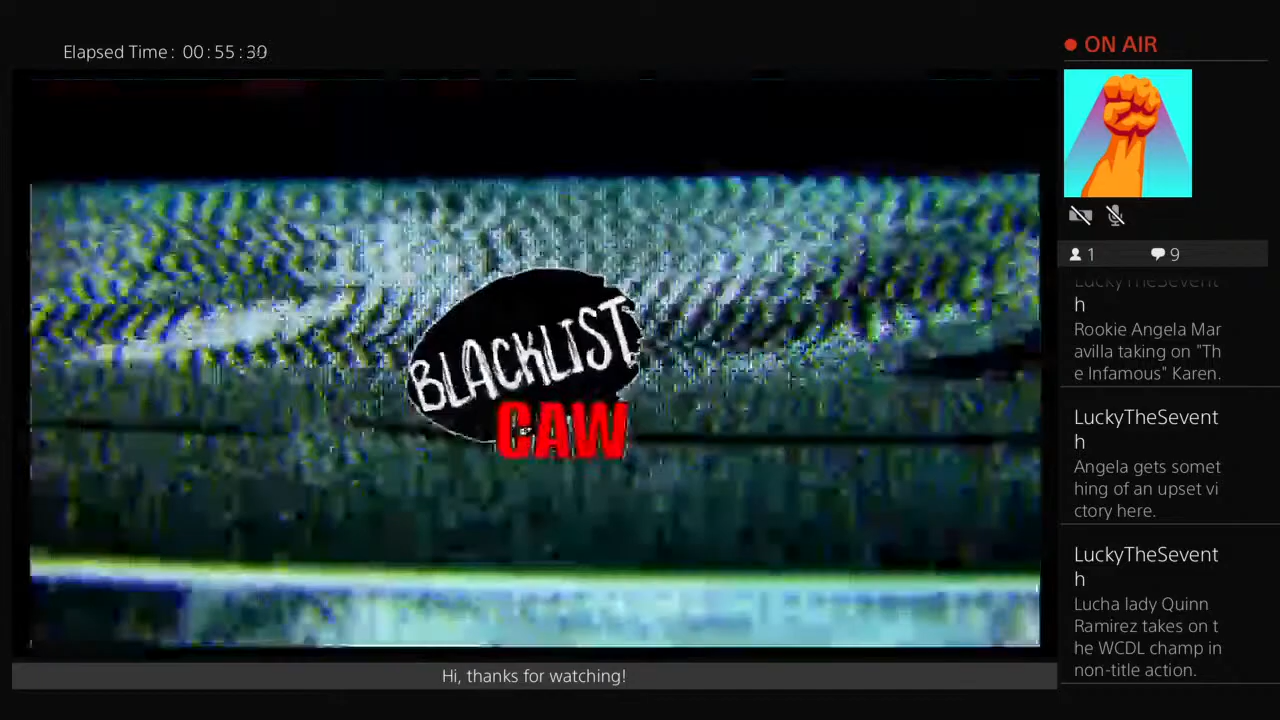 Elapsed Time: 00:55:30
ON AIR
1
9
LuckyTheSevent
h
Rookie Angela Mar
avilla taking on "Th
e Infamous" Karen.
LuckyTheSevent
h
Angela gets somet
hing of an upset vi
ctory here.
LuckyTheSevent
h
Lucha lady Quinn
Ramirez takes on t
he WCDL champ in
non-title action.
BLACKLIST
CAW
Hi, thanks for watching!